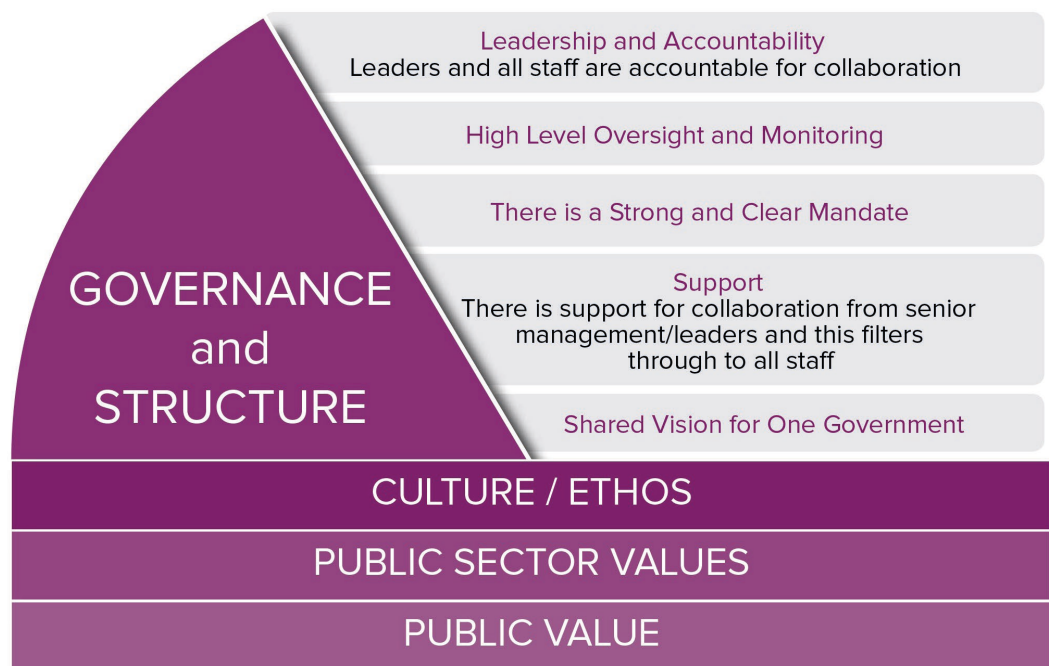 Leadership and Accountability
Leaders and all staff are accountable for collaboration
High Level Oversight and Monitoring
There is a Strong and Clear Mandate
Support
There is support for collaboration from senior
management/leaders and this filters
through to all staff
Shared Vision for One Government
GOVERNANCE
and
STRUCTURE
CULTURE / ETHOS
PUBLIC SECTOR VALUES
PUBLIC VALUE